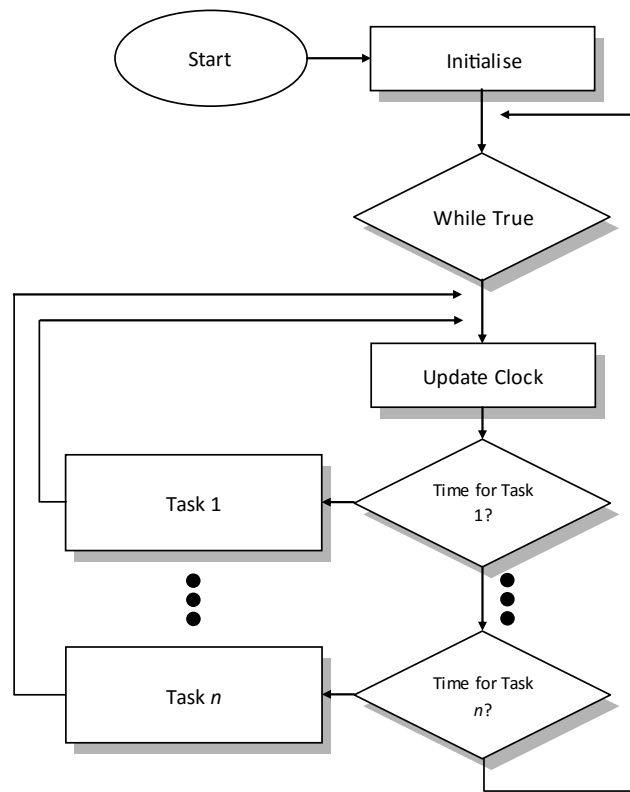 Start
Initialise
While True
Update Clock
Time for Task
1?
Task 1
Time for Task
n?
Task n